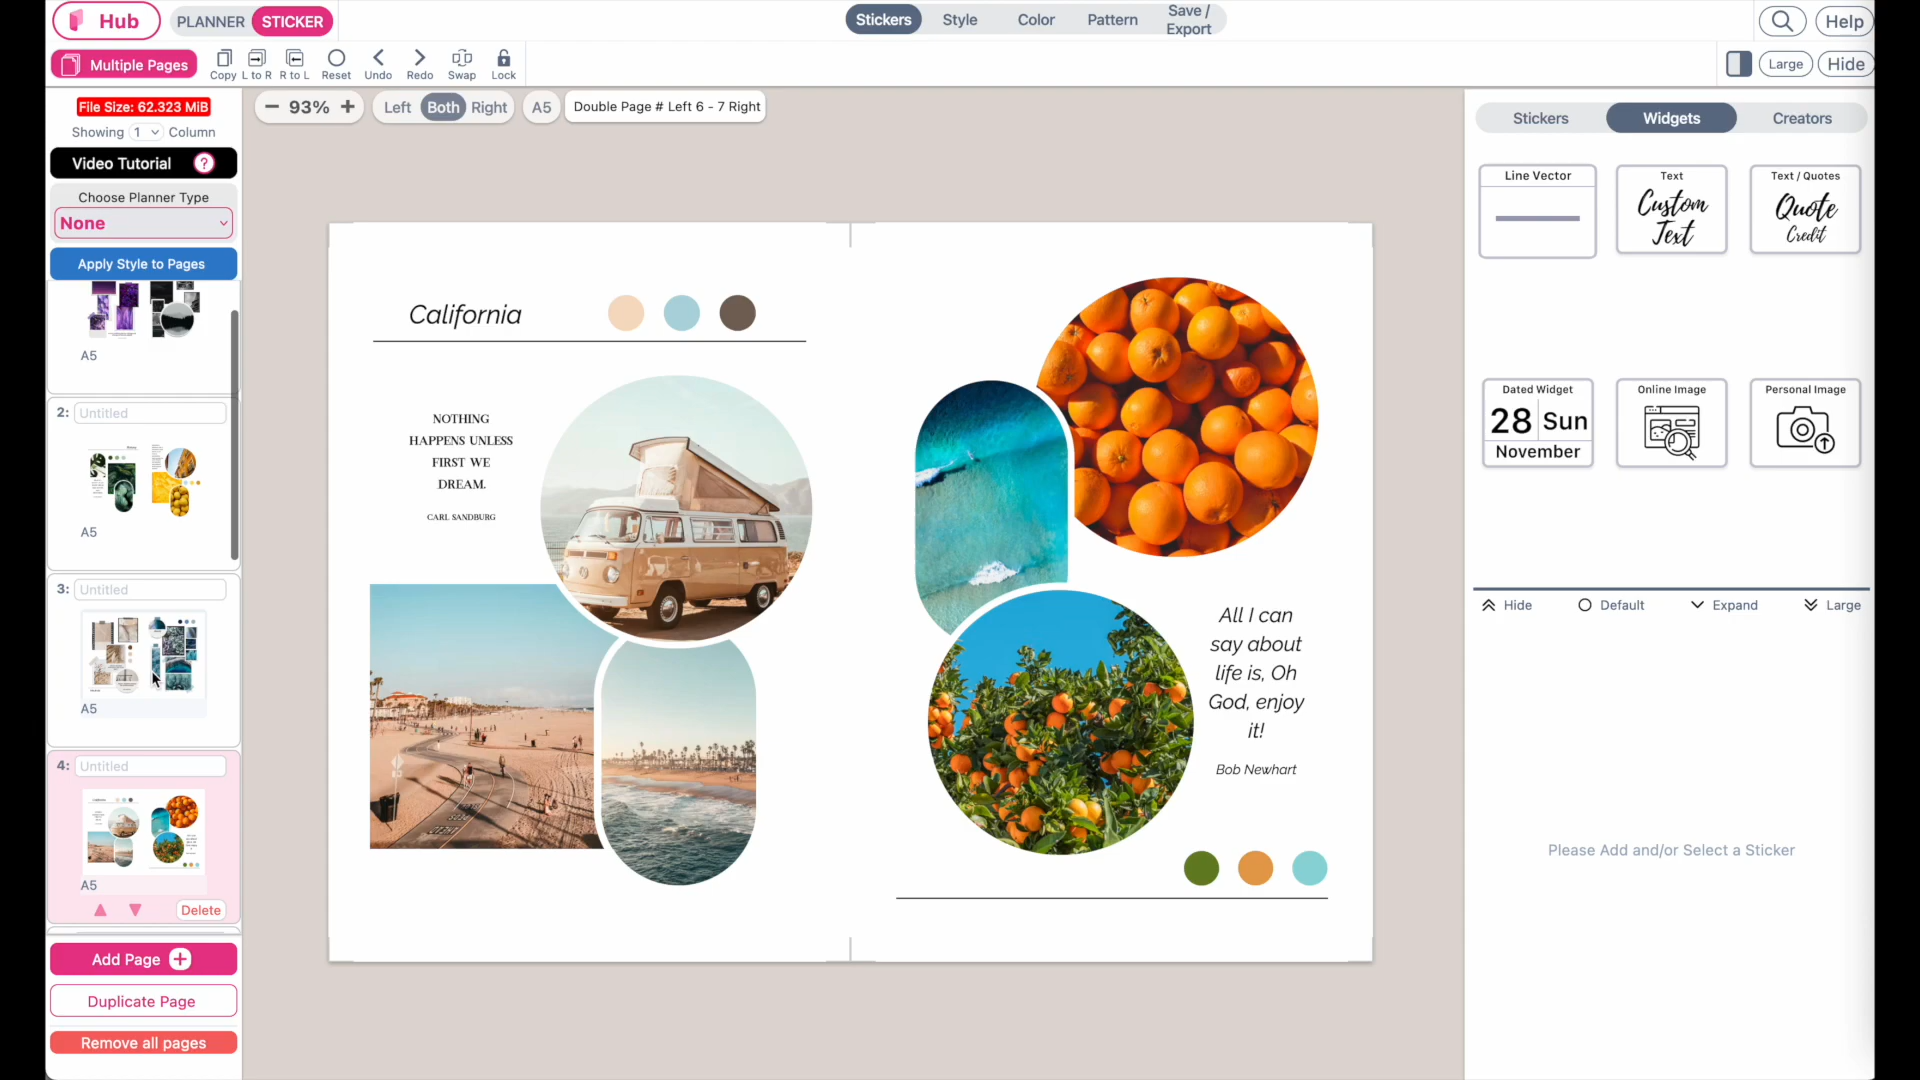 Hub
PLANNER
STICKER
Stickers
Style
Color
Pattern
Save /
Export
Help
Multiple Pages
Copy
L to R
R to L
Reset
Undo
Redo
Swap
Lock
Large
Hide
File Size: 62.323 MiB
Showing 1 Column
Video Tutorial ?
Choose Planner Type
None
Apply Style to Pages
A5
2: Untitled
A5
3: Untitled
A5
4: Untitled
A5
Delete
Add Page +
Duplicate Page
Remove all pages
− 93% +
Left
Both
Right
A5
Double Page # Left 6 - 7 Right
California
NOTHING
HAPPENS UNLESS
FIRST WE
DREAM.
CARL SANDBURG
All I can
say about
life is, Oh
God, enjoy
it!
Bob Newhart
Stickers
Widgets
Creators
Line Vector
Text
Custom
Text
Text / Quotes
Quote
Credit
Dated Widget
28 Sun
November
Online Image
Personal Image
Hide
Default
Expand
Large
Please Add and/or Select a Sticker